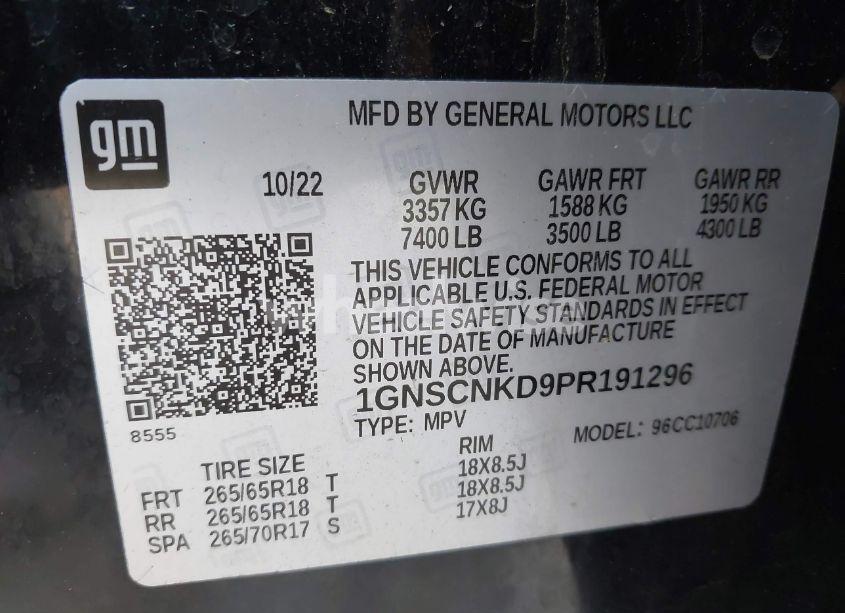 gm
MFD BY GENERAL MOTORS LLC
10/22
GVWR GAWR FRT GAWR RR
3357 KG 1588 KG 1950 KG
7400 LB 3500 LB 4300 LB
THIS VEHICLE CONFORMS TO ALL
APPLICABLE U.S. FEDERAL MOTOR
VEHICLE SAFETY STANDARDS IN EFFECT
ON THE DATE OF MANUFACTURE
SHOWN ABOVE.
1GNSCNKD9PR191296
TYPE: MPV MODEL: 96CC10706
8555
TIRE SIZE RIM
FRT 265/65R18 T 18X8.5J
RR 265/65R18 T 18X8.5J
SPA 265/70R17 S 17X8J